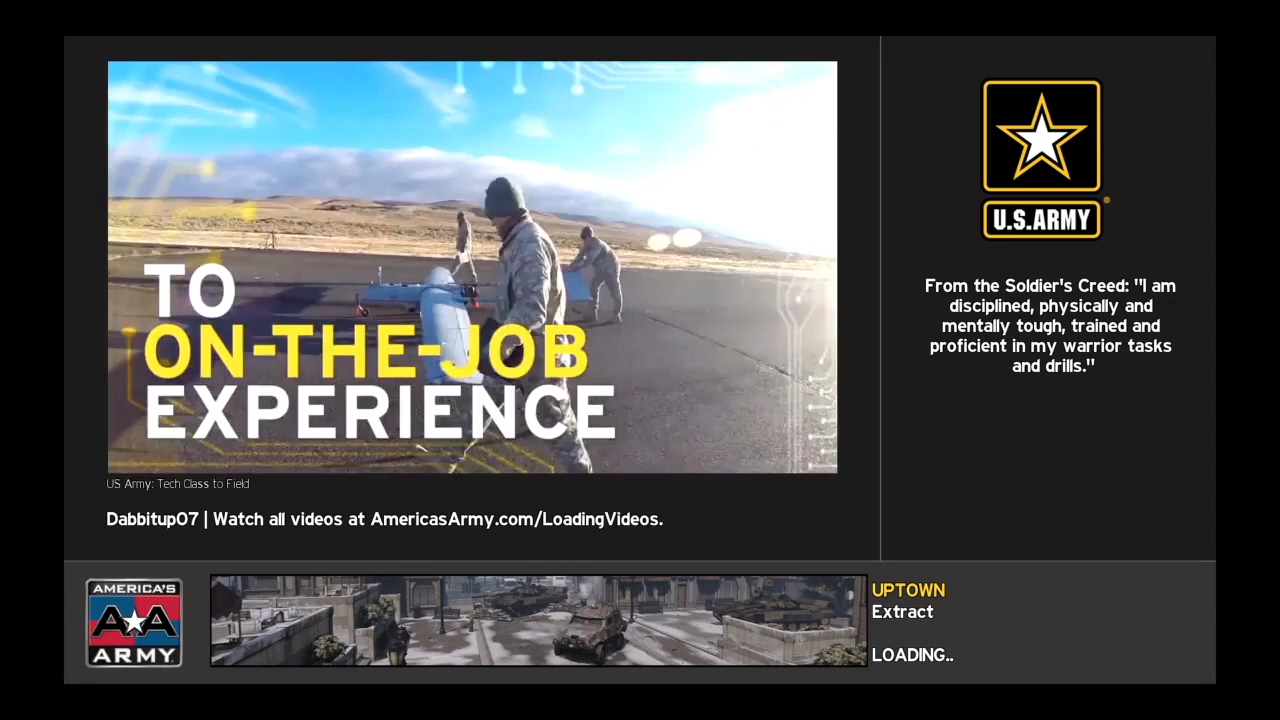 TO
ON-THE-JOB
EXPERIENCE
US Army: Tech Class to Field
Dabbitup07 | Watch all videos at AmericasArmy.com/LoadingVideos.
U.S.ARMY
®
From the Soldier's Creed: "I am
disciplined, physically and
mentally tough, trained and
proficient in my warrior tasks
and drills."
AMERICA'S
AA
ARMY
UPTOWN
Extract
LOADING..